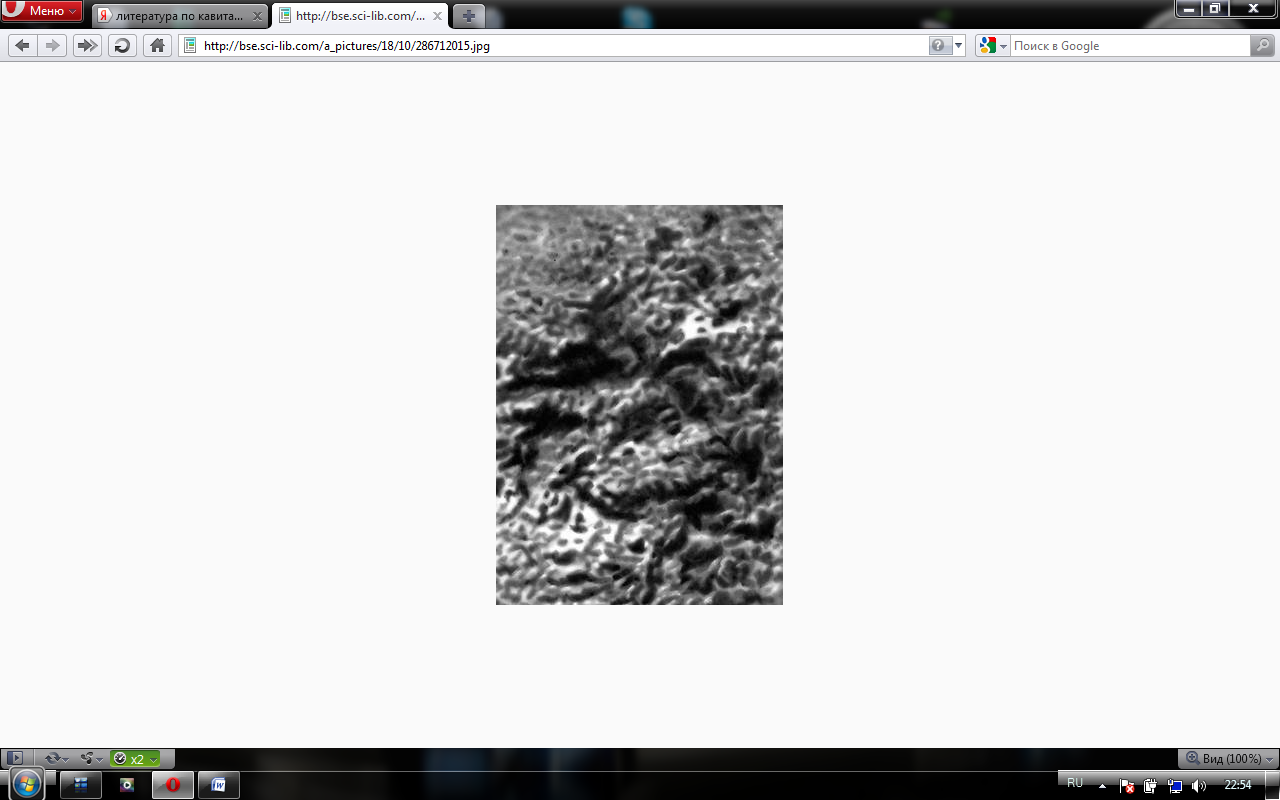 Меню
литература по кавита...
http://bse.sci-lib.com/...
http://bse.sci-lib.com/a_pictures/18/10/286712015.jpg
Поиск в Google
x2
Вид (100%)
RU
22:54